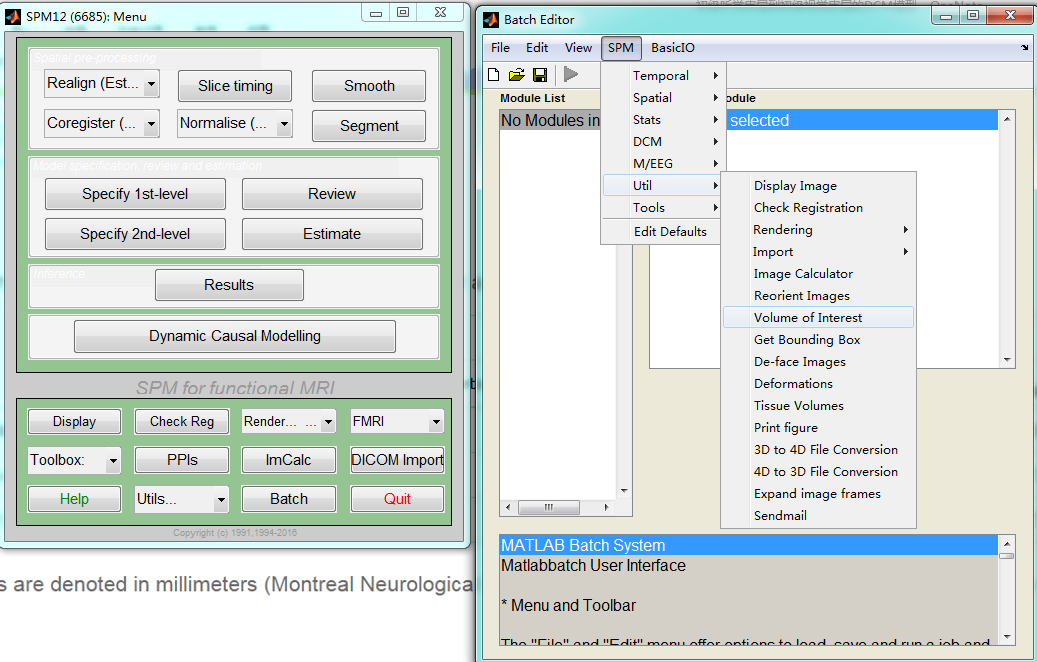 SPM12 (6685): Menu
Spatial pre-processing
Realign (Est...
Slice timing
Smooth
Coregister (...
Normalise (...
Segment
Model specification, review and estimation
Specify 1st-level
Review
Specify 2nd-level
Estimate
Inference
Results
Dynamic Causal Modelling
SPM for functional MRI
Display
Check Reg
Render... ...
FMRI
Toolbox:
PPIs
ImCalc
DICOM Import
Help
Utils...
Batch
Quit
Copyright (c) 1991,1994-2016
s are denoted in millimeters (Montreal Neurologica
Batch Editor
File Edit View SPM BasicIO
Module List
odule
No Modules in
selected
Temporal
Spatial
Stats
DCM
M/EEG
Util
Tools
Edit Defaults
Display Image
Check Registration
Rendering
Import
Image Calculator
Reorient Images
Volume of Interest
Get Bounding Box
De-face Images
Deformations
Tissue Volumes
Print figure
3D to 4D File Conversion
4D to 3D File Conversion
Expand image frames
Sendmail
MATLAB Batch System
Matlabbatch User Interface
* Menu and Toolbar
The "File" and "Edit" menu offer options to load, save and run a job and